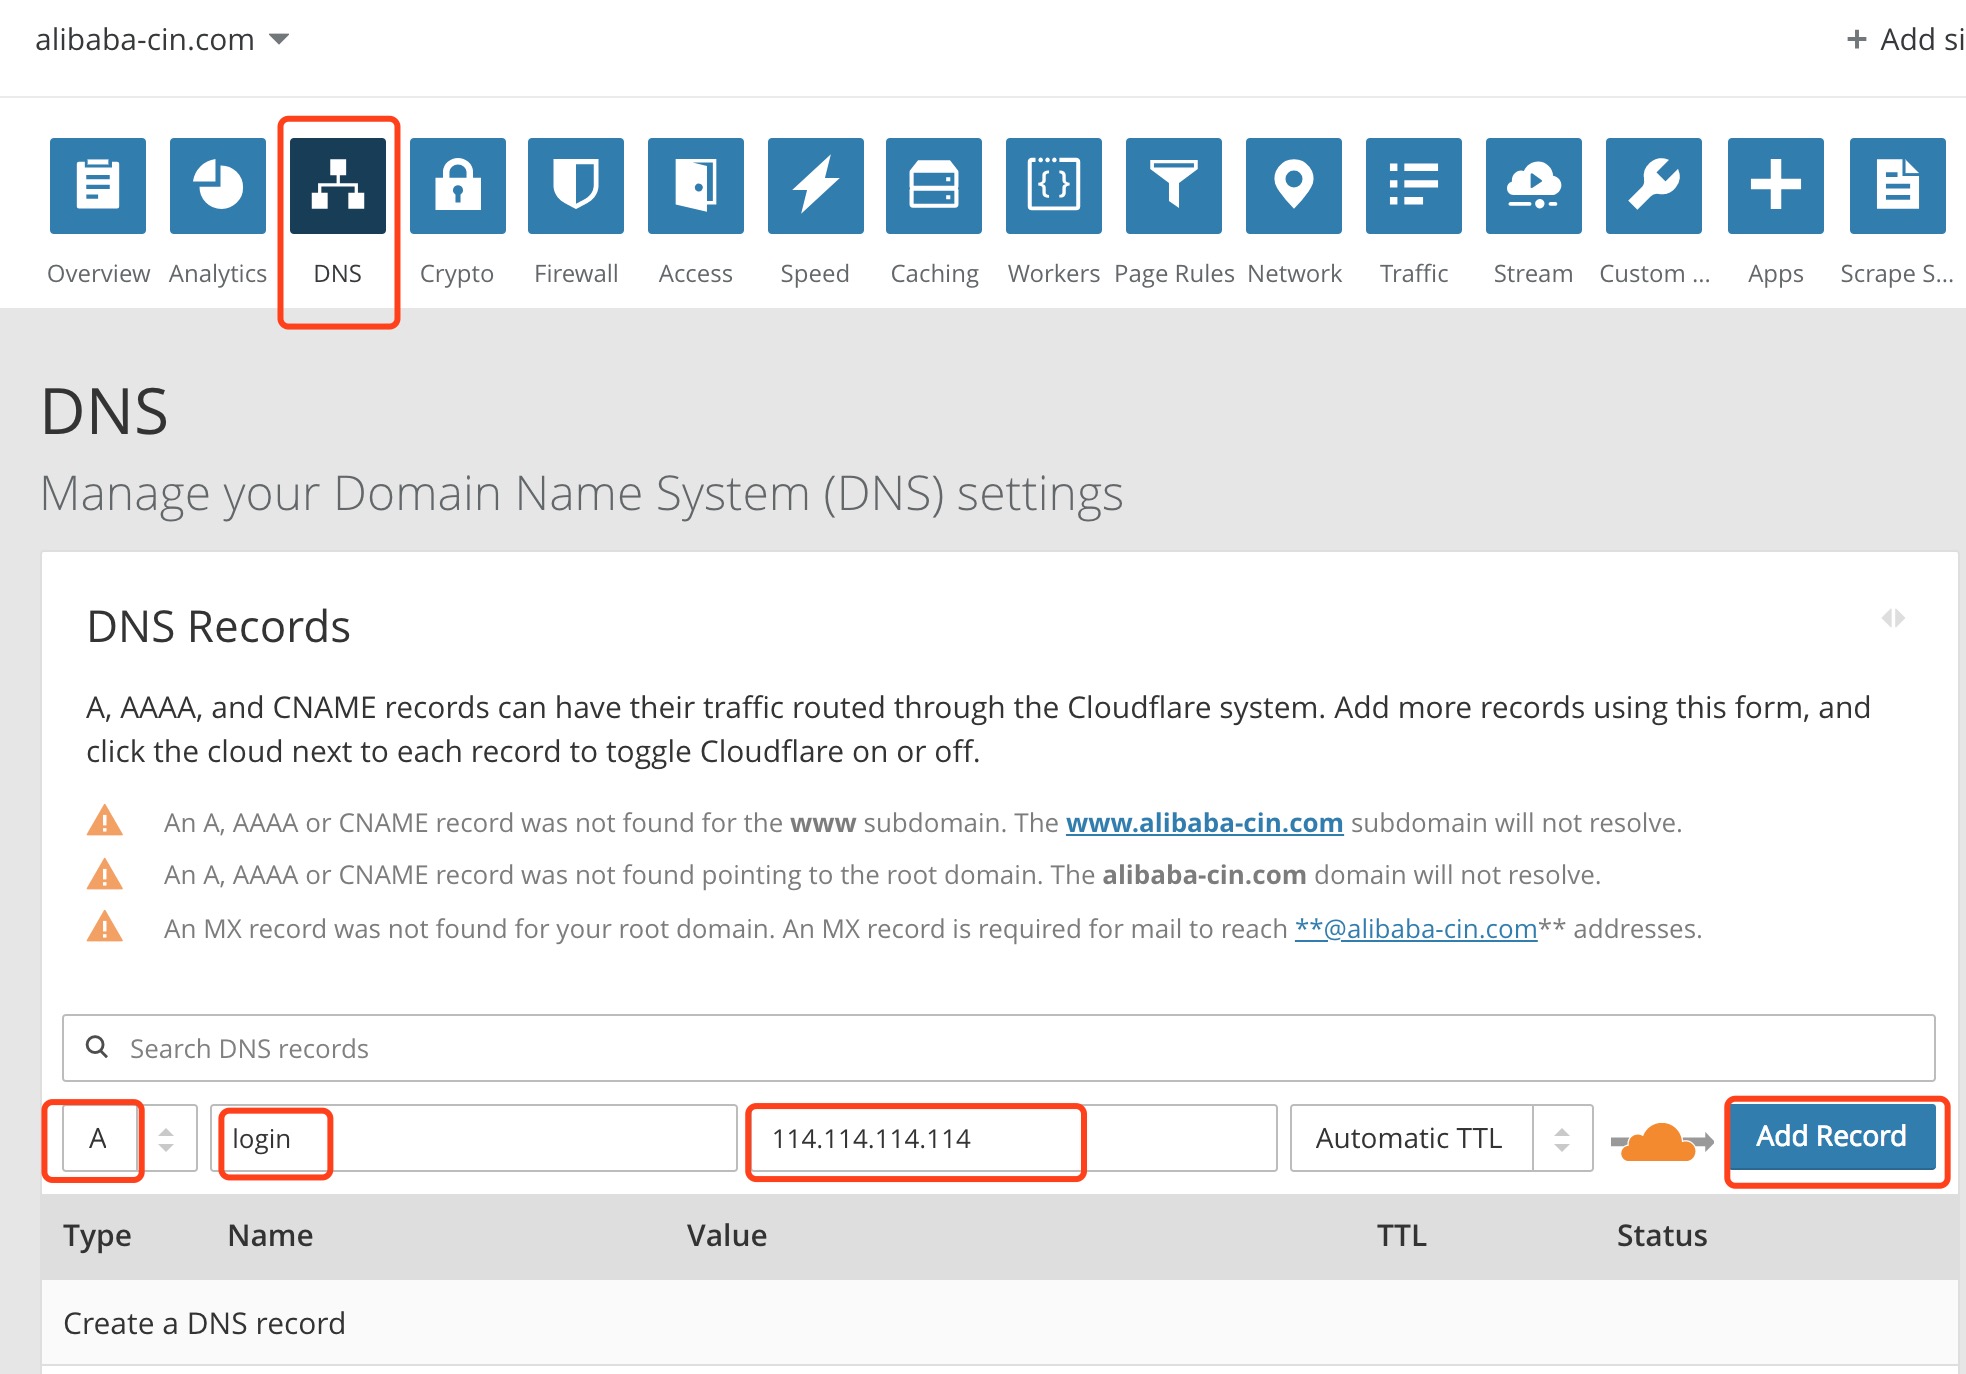 alibaba-cin.com
+ Add si
Overview Analytics DNS Crypto Firewall Access Speed Caching Workers Page Rules Network Traffic Stream Custom ... Apps Scrape S...
DNS
Manage your Domain Name System (DNS) settings
DNS Records
A, AAAA, and CNAME records can have their traffic routed through the Cloudflare system. Add more records using this form, and
click the cloud next to each record to toggle Cloudflare on or off.
An A, AAAA or CNAME record was not found for the www subdomain. The www.alibaba-cin.com subdomain will not resolve.
An A, AAAA or CNAME record was not found pointing to the root domain. The alibaba-cin.com domain will not resolve.
An MX record was not found for your root domain. An MX record is required for mail to reach **@alibaba-cin.com** addresses.
Search DNS records
A login 114.114.114.114 Automatic TTL Add Record
Type Name Value TTL Status
Create a DNS record